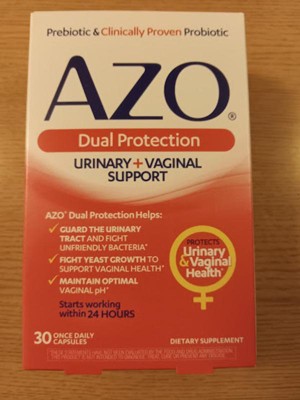 Prebiotic & Clinically Proven Probiotic
AZO®
Dual Protection
URINARY + VAGINAL
SUPPORT
AZO® Dual Protection Helps:
✓ GUARD THE URINARY
TRACT AND FIGHT
UNFRIENDLY BACTERIA*
✓ FIGHT YEAST GROWTH TO
SUPPORT VAGINAL HEALTH*
✓ MAINTAIN OPTIMAL
VAGINAL pH*
Starts working
within 24 HOURS
PROTECTS
Urinary
& Vaginal
Health*
30 ONCE DAILY
CAPSULES
DIETARY SUPPLEMENT